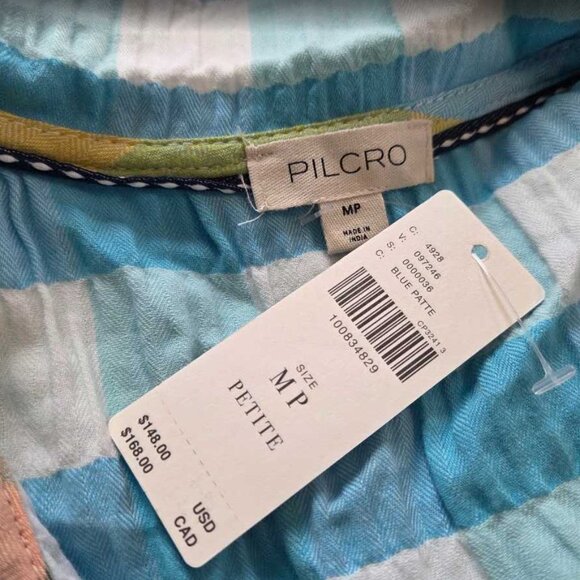 PILCRO
MP
MADE IN
INDIA
C: 4928
V: 097246
S: 0000036
C: BLUE PATTE
CP3241 3
100834829
SIZE
MP
PETITE
$148.00 USD
$168.00 CAD